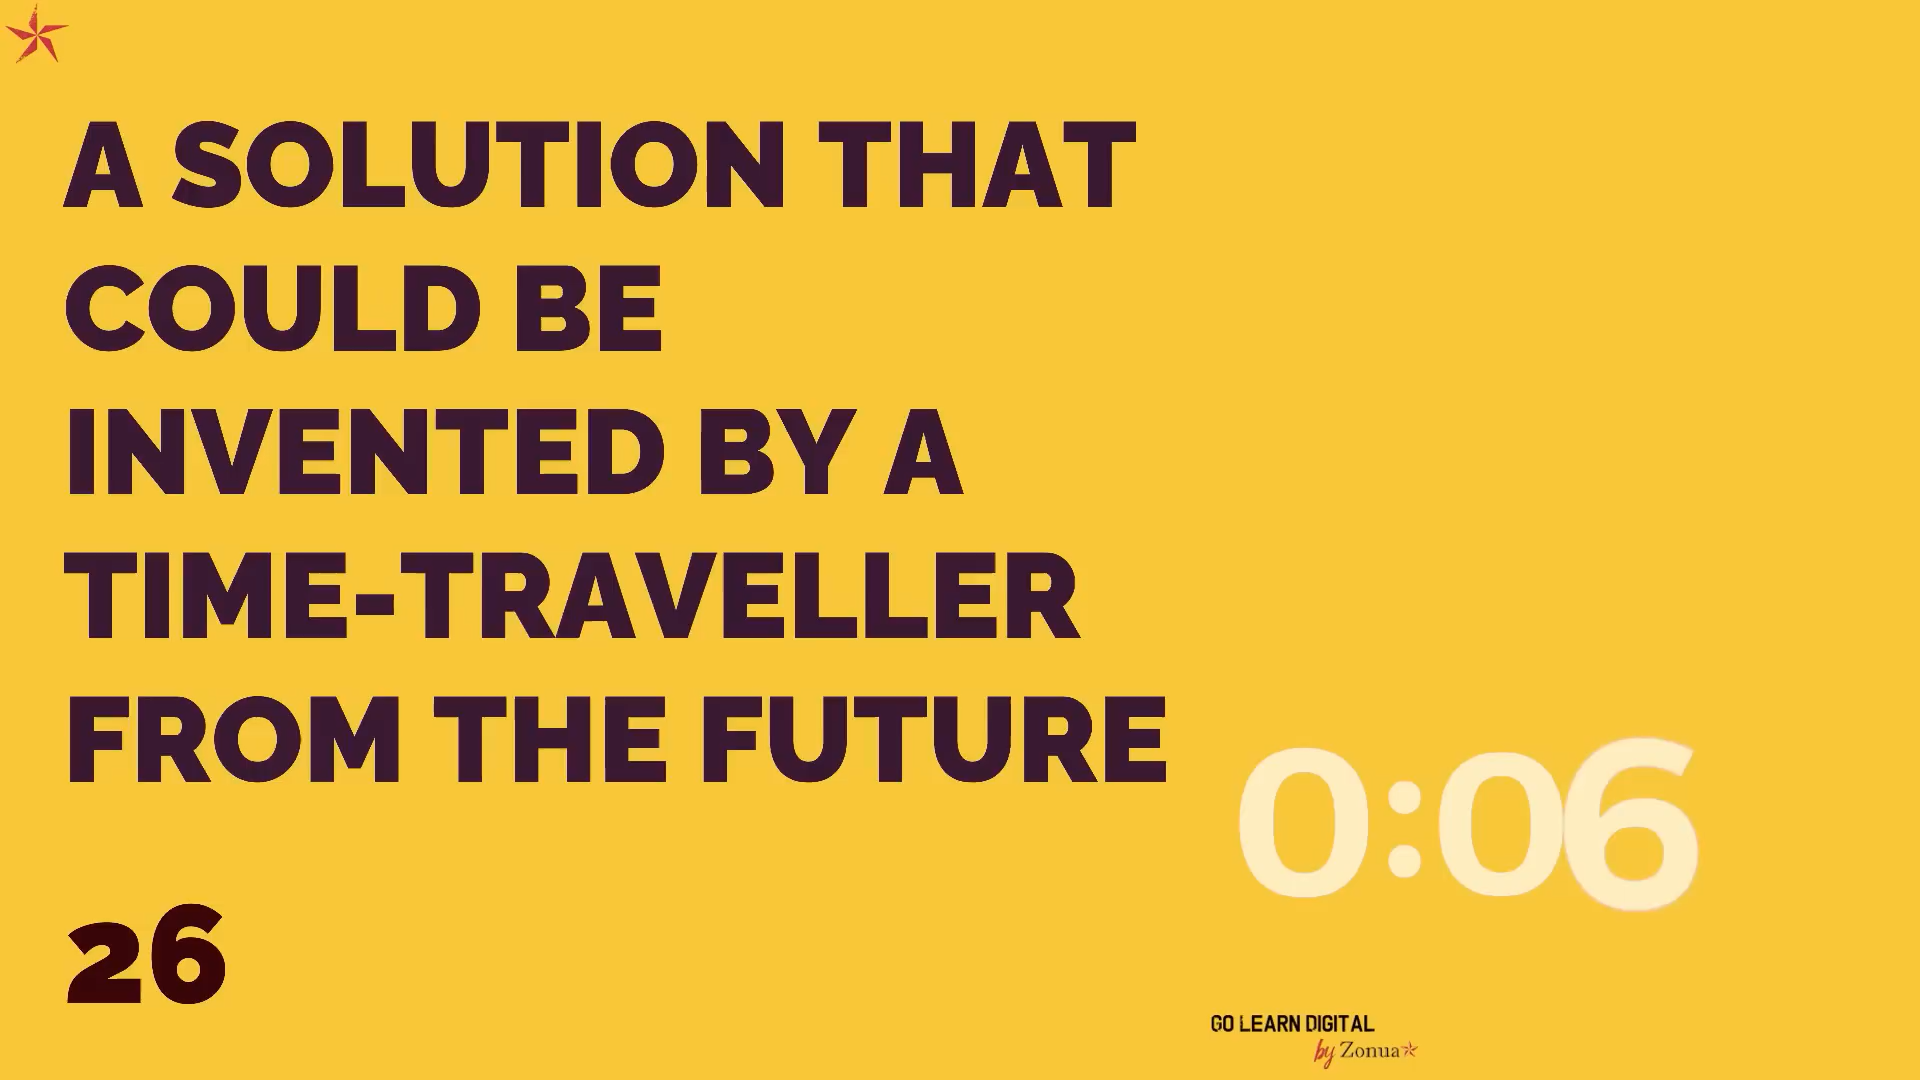 A SOLUTION THAT
COULD BE
INVENTED BY A
TIME-TRAVELLER
FROM THE FUTURE
0:06
26
GO LEARN DIGITAL
by Zonua